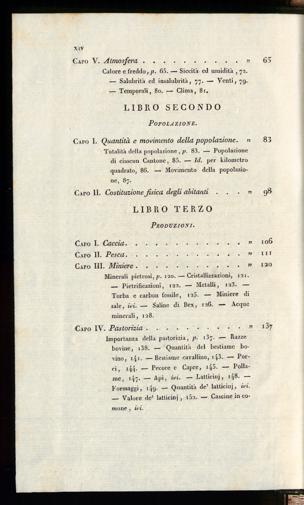 XIV
CAPO V. Atmosfera . . . . . . . . . . . " 65
Calore e freddo, p. 65. — Siccità ed umidità, 72.
— Salubrità ed insalubrità, 77. — Venti, 79.
— Temporali, 80. — Clima, 81.
LIBRO SECONDO
POPOLAZIONE.
CAPO I. Quantità e movimento della popolazione. " 83
Totalità della popolazione, p. 83. — Popolazione
di ciascun Cantone, 85. — Id. per kilometro
quadrato, 86. — Movimento della popolazio-
ne, 87.
CAPO II. Costituzione fisica degli abitanti . . . . " 98
LIBRO TERZO
PRODUZIONI.
CAPO I. Caccia. . . . . . . . . . . . " 106
CAPO II. Pesca. . . . . . . . . . . . " 111
CAPO III. Miniere . . . . . . . . . . . " 120
Minerali pietrosi, p. 120. — Cristallizzazioni, 121.
— Pietrificazioni, 122. — Metalli, 123. —
Torba e carbon fossile, 125. — Miniere di
sale, ivi. — Saline di Bex, 126. — Acque
minerali, 128.
CAPO IV. Pastorizia . . . . . . . . . . " 137
Importanza della pastorizia, p. 137. — Razze
bovine, 138. — Quantità del bestiame bo-
vino, 141. — Bestiame cavallino, 143. — Por-
ci, 144. — Pecore e Capre, 145. — Polla-
me, 147. — Api, ivi. — Latticinj, 148. —
Formaggi, 149. — Quantità de' latticinj, ivi.
— Valore de' latticinj, 152. — Cascine in co-
mune, ivi.